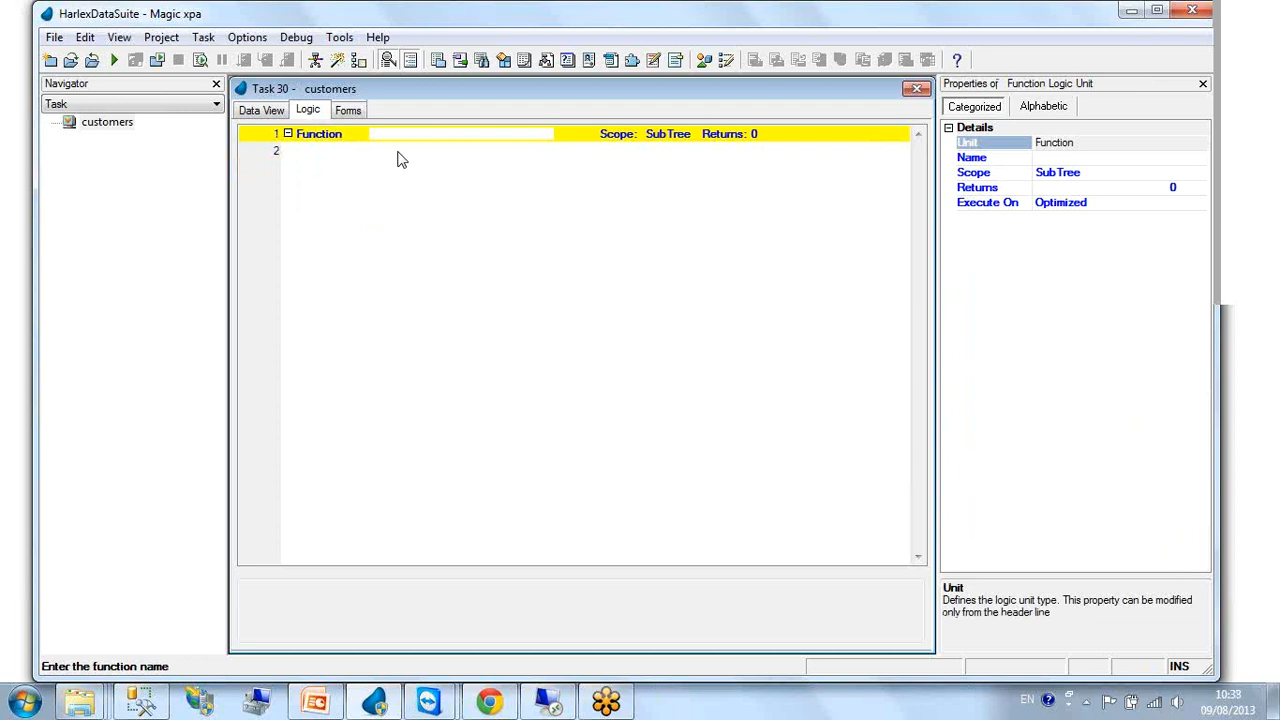 HarlexDataSuite - Magic xpa
File Edit View Project Task Options Debug Tools Help
Navigator
Task
customers
Task 30 - customers
Data View Logic Forms
1 Function Scope: SubTree Returns: 0
2
Properties of Function Logic Unit
Categorized Alphabetic
Details
Unit Function
Name
Scope SubTree
Returns 0
Execute On Optimized
Unit
Defines the logic unit type. This property can be modified
only from the header line
Enter the function name
INS
EN
10:38
09/08/2013